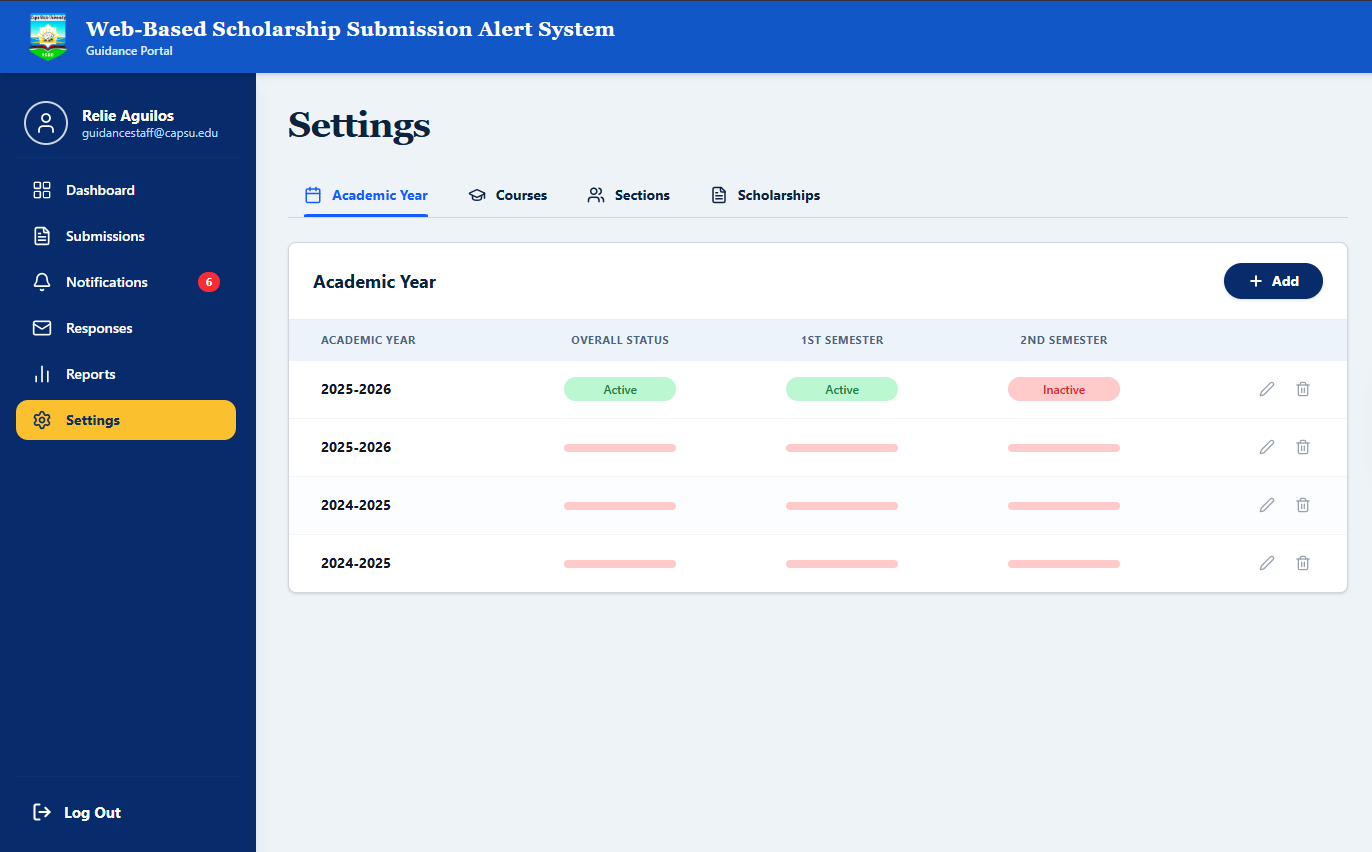 Web-Based Scholarship Submission Alert System
Guidance Portal
Relie Aguilos
guidancestaff@capsu.edu
Dashboard
Submissions
Notifications 6
Responses
Reports
Settings
Log Out
Settings
Academic Year Courses Sections Scholarships
Academic Year
Add
ACADEMIC YEAR OVERALL STATUS 1ST SEMESTER 2ND SEMESTER
2025-2026 Active Active Inactive
2025-2026
2024-2025
2024-2025